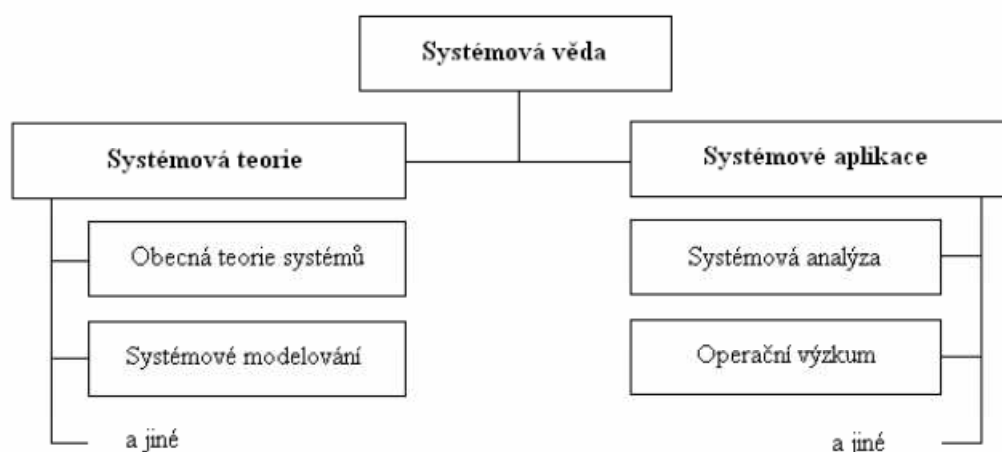 Systémová věda
Systémová teorie
Systémové aplikace
Obecná teorie systémů
Systémová analýza
Systémové modelování
Operační výzkum
a jiné
a jiné